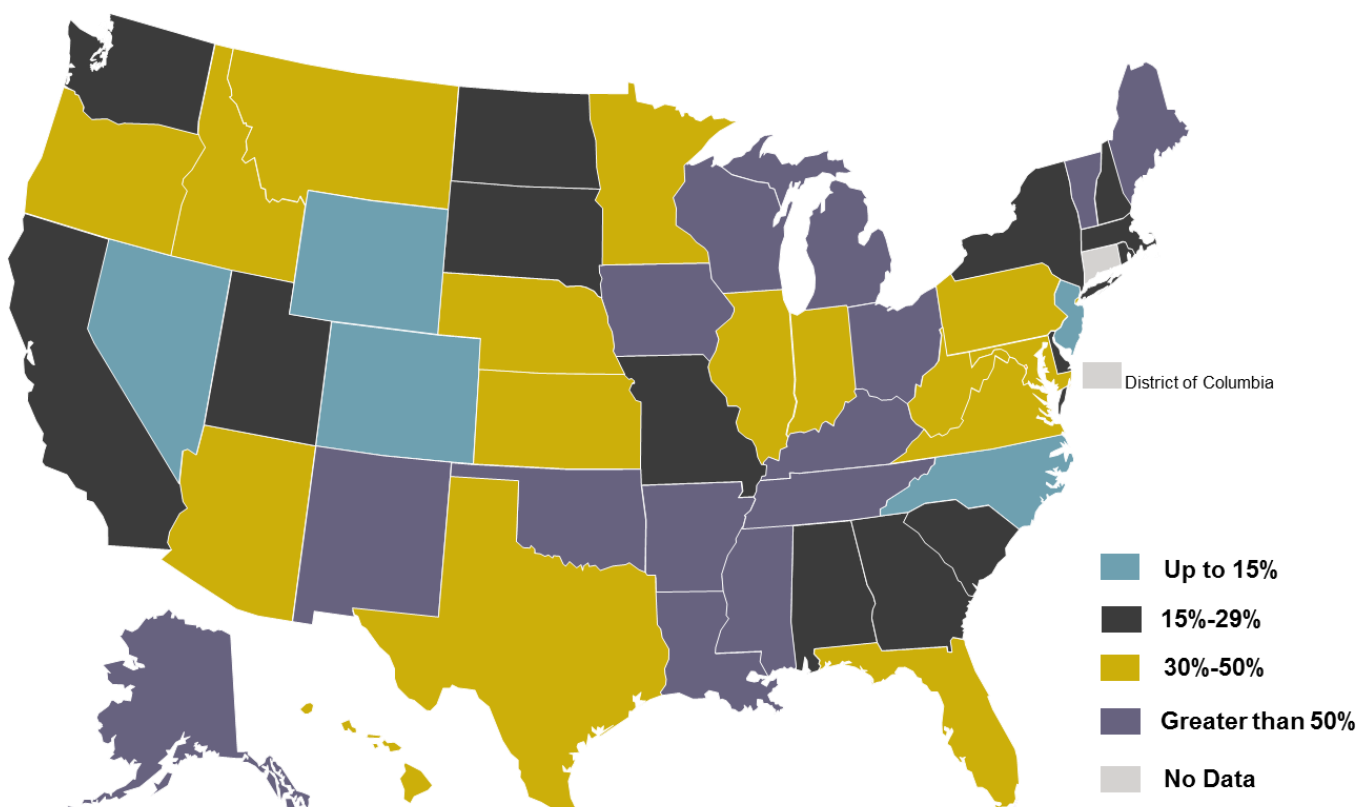 District of Columbia
Up to 15%
15%-29%
30%-50%
Greater than 50%
No Data